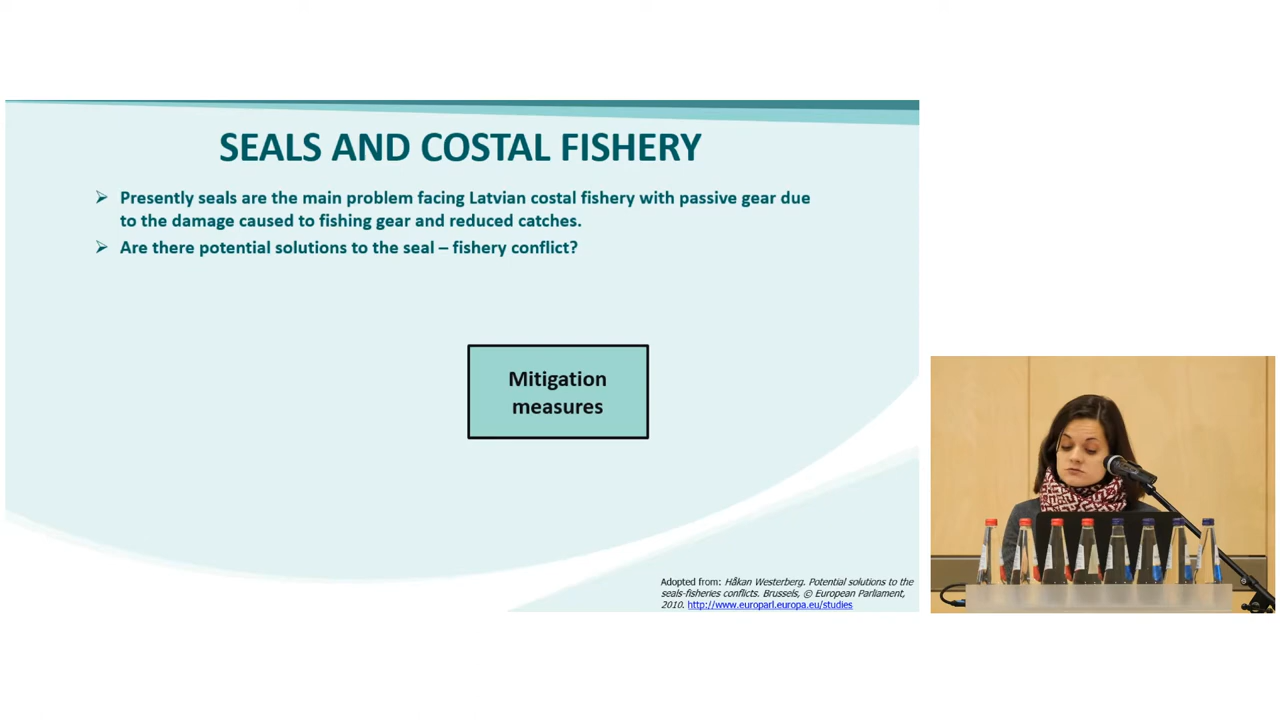 SEALS AND COSTAL FISHERY
➢ Presently seals are the main problem facing Latvian costal fishery with passive gear due
to the damage caused to fishing gear and reduced catches.
➢ Are there potential solutions to the seal – fishery conflict?
Mitigation
measures
Adopted from: Håkan Westerberg. Potential solutions to the
seals-fisheries conflicts. Brussels, © European Parliament,
2010. http://www.europarl.europa.eu/studies